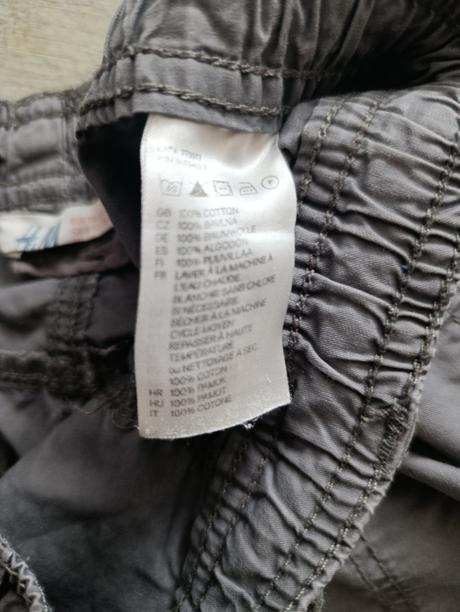 GB 100% COTTON
CZ 100% BAVLNA
DE 100% BAUMWOLLE
ES 100% ALGODÓN
FI 100% PUUVILLAA
FR LAVER À LA MACHINE À
L'EAU CHAUDE
BLANCHIR SANS CHLORE
SI NÉCESSAIRE
SÉCHER À LA MACHINE
CYCLE MOYEN
REPASSER À HAUTE
TEMPÉRATURE
OU NETTOYAGE À SEC.
100% COTON
HR 100% PAMUK
HU 100% PAMUT
IT 100% COTONE
H&M